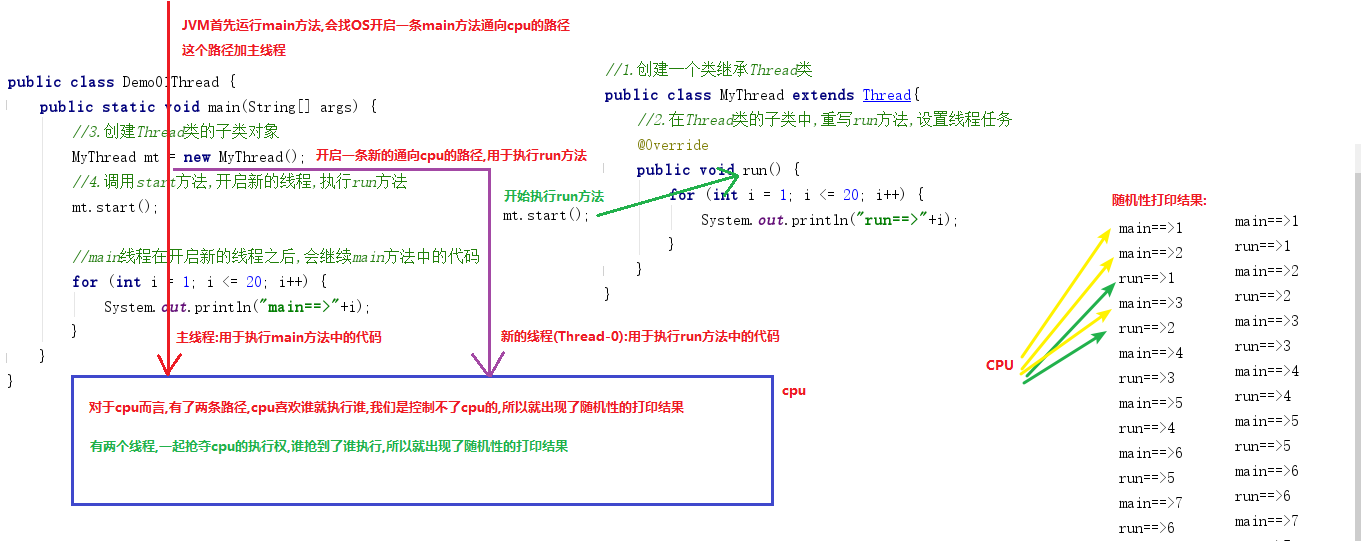 JVM首先运行main方法,会找OS开启一条main方法通向cpu的路径
这个路径加主线程
public class Demo01Thread {
public static void main(String[] args) {
//3.创建Thread类的子类对象
MyThread mt = new MyThread();
开启一条新的通向cpu的路径,用于执行run方法
//4.调用start方法,开启新的线程,执行run方法
mt.start();
//main线程在开启新的线程之后,会继续main方法中的代码
for (int i = 1; i <= 20; i++) {
System.out.println("main==>"+i);
}
主线程:用于执行main方法中的代码
}
}
//1.创建一个类继承Thread类
public class MyThread extends Thread{
//2.在Thread类的子类中,重写run方法,设置线程任务
@Override
public void run() {
开始执行run方法
mt.start();
for (int i = 1; i <= 20; i++) {
System.out.println("run==>"+i);
}
}
}
新的线程(Thread-0):用于执行run方法中的代码
cpu
对于cpu而言,有了两条路径,cpu喜欢谁就执行谁,我们是控制不了cpu的,所以就出现了随机性的打印结果
有两个线程,一起抢夺cpu的执行权,谁抢到了谁执行,所以就出现了随机性的打印结果
CPU
随机性打印结果:
main==>1
main==>2
run==>1
main==>3
run==>2
main==>4
run==>3
main==>5
run==>4
main==>6
run==>5
main==>7
run==>6
main==>1
run==>1
main==>2
run==>2
main==>3
run==>3
main==>4
run==>4
main==>5
run==>5
main==>6
run==>6
main==>7